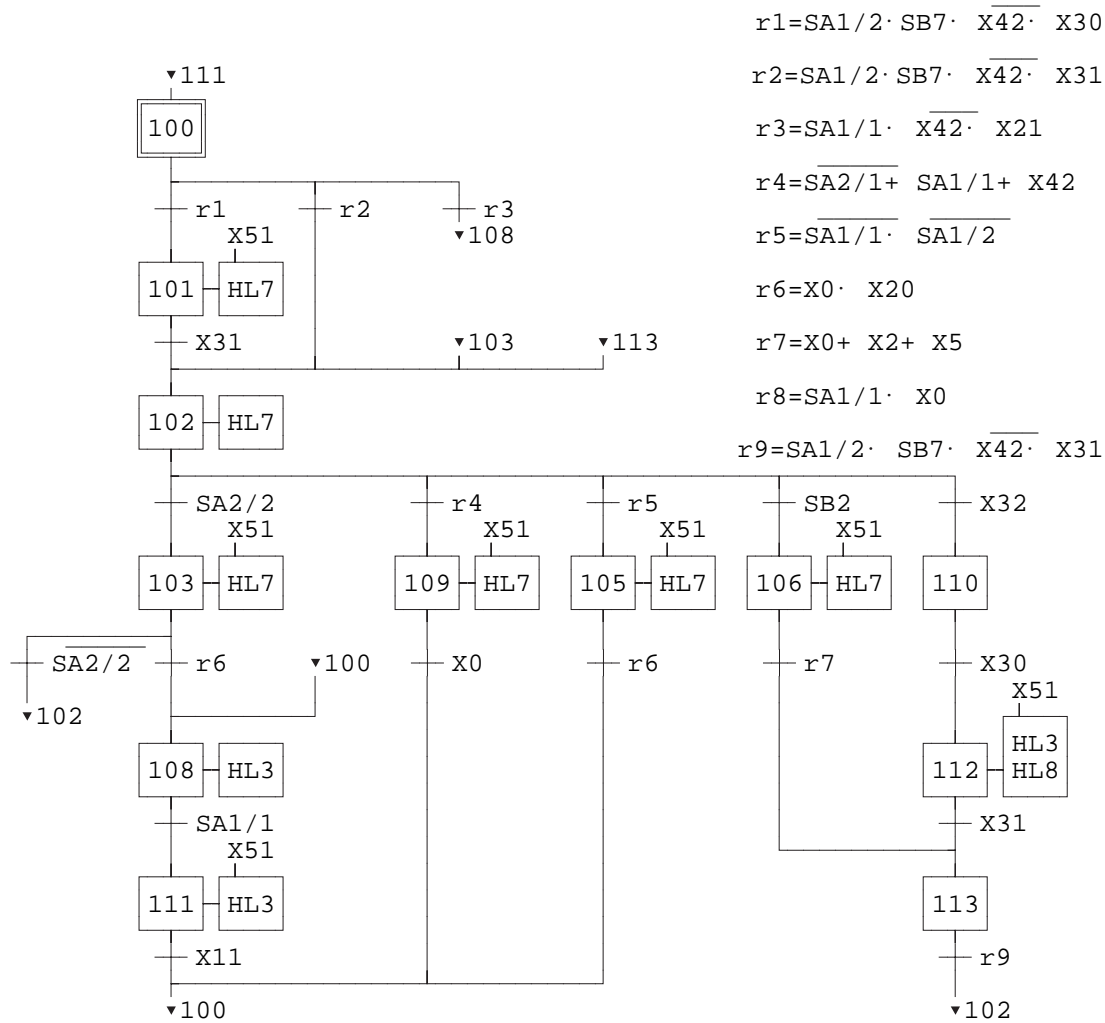 r1=SA1/2· SB7· X42· X30
▾111
r2=SA1/2· SB7· X42· X31
100
r3=SA1/1· X42· X21
r4=SA2/1+ SA1/1+ X42
r1 r2 r3
X51 108
r5=SA1/1· SA1/2
101 HL7
r6=X0· X20
X31 103 113
r7=X0+ X2+ X5
102 HL7
r8=SA1/1· X0
r9=SA1/2· SB7· X42· X31
SA2/2 r4 r5 SB2 X32
X51 X51 X51 X51
103 HL7 109 HL7 105 HL7 106 HL7 110
SA2/2 r6 100 X0 r6 r7 X30
102 X51
HL3
108 HL3 112 HL8
SA1/1 X31
X51
111 HL3 113
X11 r9
100 102